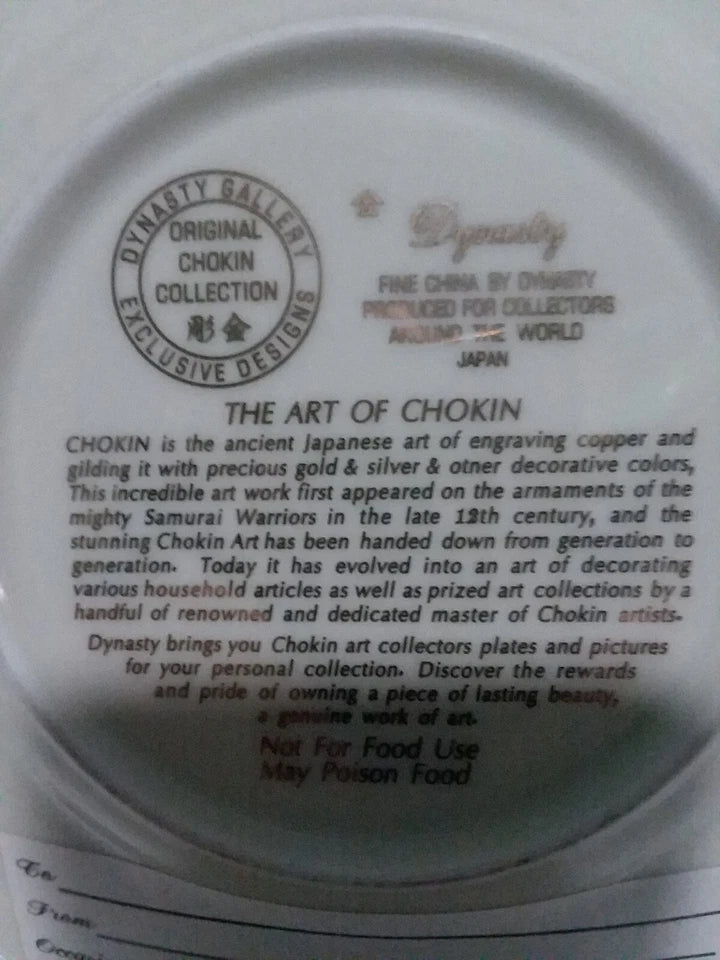 DYNASTY GALLERY
ORIGINAL
CHOKIN
COLLECTION
彫金
EXCLUSIVE DESIGNS
Dynasty
FINE CHINA BY DYNASTY
PRODUCED FOR COLLECTORS
AROUND THE WORLD
JAPAN
THE ART OF CHOKIN
CHOKIN is the ancient Japanese art of engraving copper and
gilding it with precious gold & silver & otner decorative colors,
This incredible art work first appeared on the armaments of the
mighty Samurai Warriors in the late 12th century, and the
stunning Chokin Art has been handed down from generation to
generation. Today it has evolved into an art of decorating
various household articles as well as prized art collections by a
handful of renowned and dedicated master of Chokin artists.
Dynasty brings you Chokin art collectors plates and pictures
for your personal collection. Discover the rewards
and pride of owning a piece of lasting beauty,
a genuine work of art.
Not For Food Use
May Poison Food
To
From